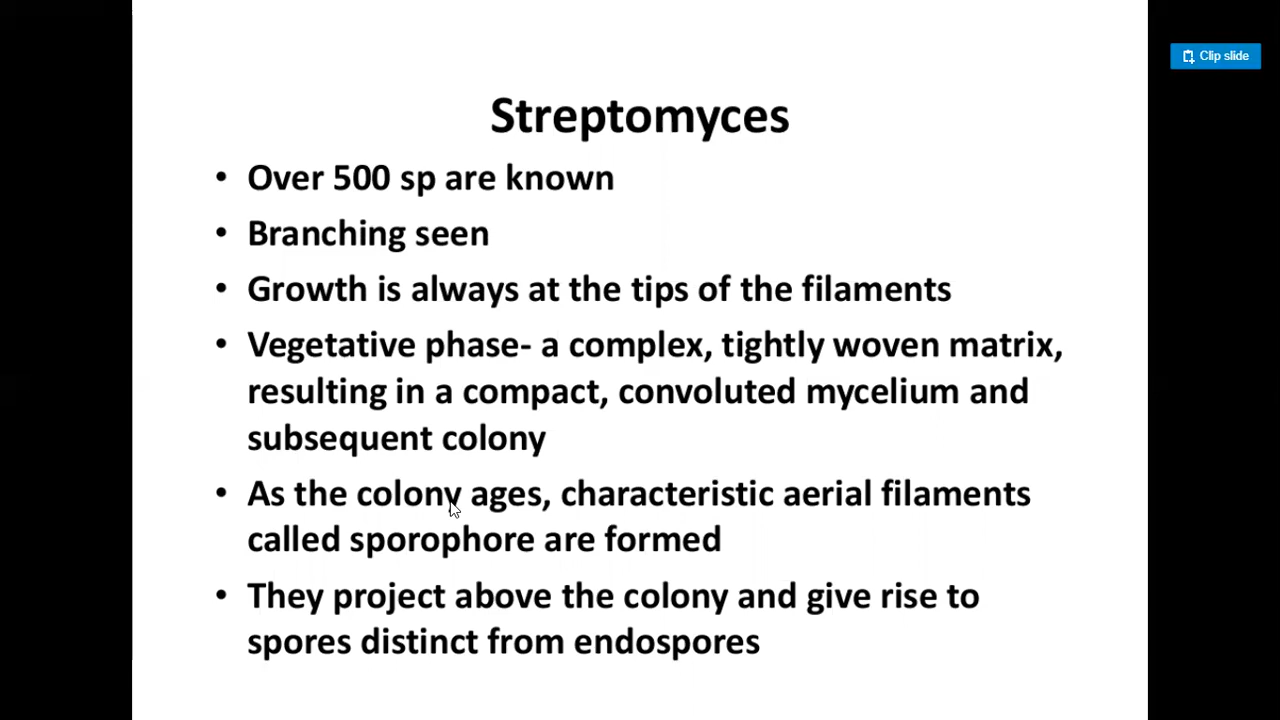 Clip slide
Streptomyces
• Over 500 sp are known
• Branching seen
• Growth is always at the tips of the filaments
• Vegetative phase- a complex, tightly woven matrix,
resulting in a compact, convoluted mycelium and
subsequent colony
• As the colony ages, characteristic aerial filaments
called sporophore are formed
• They project above the colony and give rise to
spores distinct from endospores